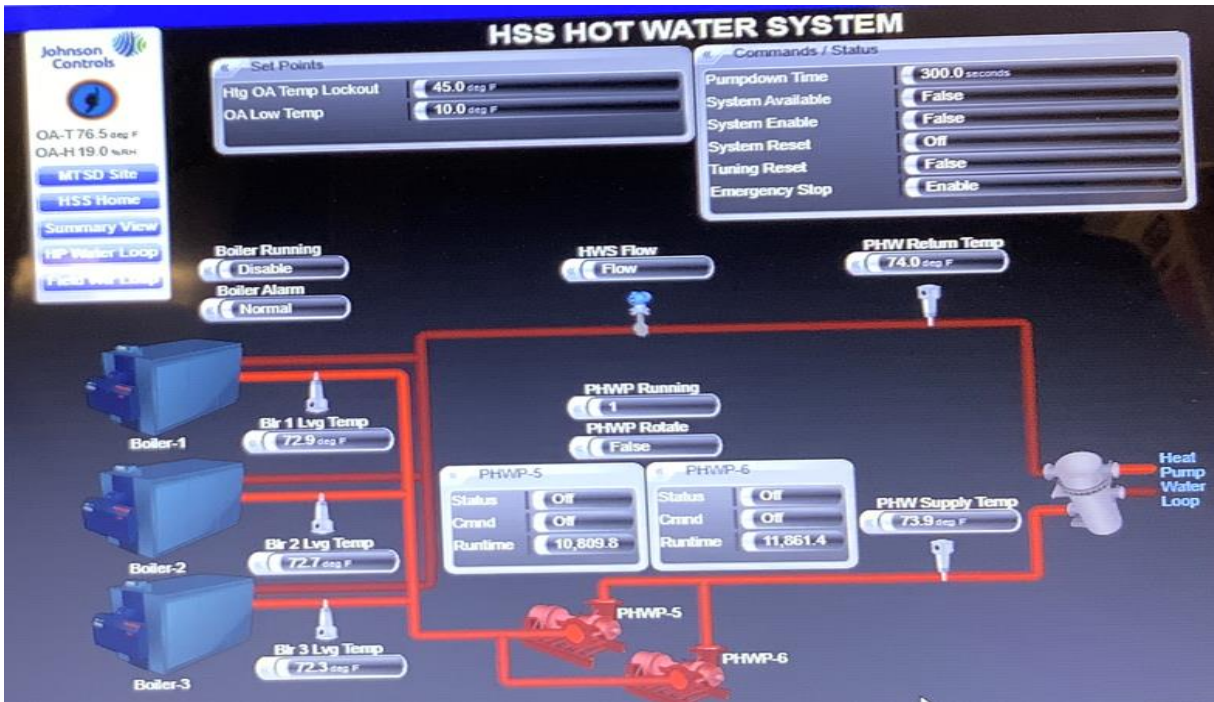 HSS HOT WATER SYSTEM
Johnson
Controls
OA-T 76.5 deg F
OA-H 19.0 %RH
MTSD Site
HSS Home
Summary View
HP Water Loop
Set Points
Htg OA Temp Lockout 45.0 deg F
OA Low Temp 10.0 deg F
Commands / Status
Pumpdown Time 300.0 seconds
System Available False
System Enable False
System Reset Off
Tuning Reset False
Emergency Stop Enable
Boiler Running
Disable
Boiler Alarm
Normal
HWS Flow
Flow
PHW Return Temp
74.0 deg F
Boiler-1
Blr 1 Lvg Temp
72.9 deg F
Boiler-2
Blr 2 Lvg Temp
72.7 deg F
Boiler-3
Blr 3 Lvg Temp
72.3 deg F
PHWP Running
1
PHWP Rotate
False
PHWP-5
Status Off
Cmnd Off
Runtime 10,809.8
PHWP-6
Status Off
Cmnd Off
Runtime 11,861.4
PHW Supply Temp
73.9 deg F
Heat
Pump
Water
Loop
PHWP-5
PHWP-6